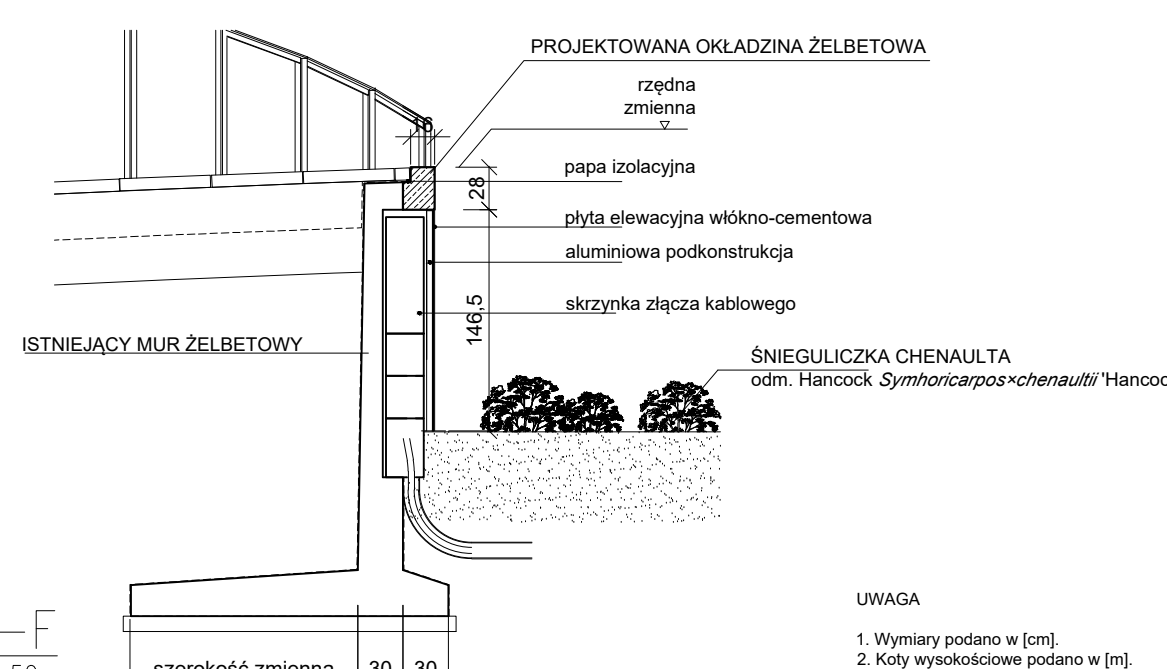 PROJEKTOWANA OKŁADZINA ŻELBETOWA
rzędna
zmienna
papa izolacyjna
28
płyta elewacyjna włókno-cementowa
aluminiowa podkonstrukcja
skrzynka złącza kablowego
146,5
ISTNIEJĄCY MUR ŻELBETOWY
ŚNIEGULICZKA CHENAULTA
odm. Hancock Symhoricarpos×chenaultii 'Hancoc
UWAGA
1. Wymiary podano w [cm].
2. Koty wysokościowe podano w [m].
F
szerokość zmienna 30 30